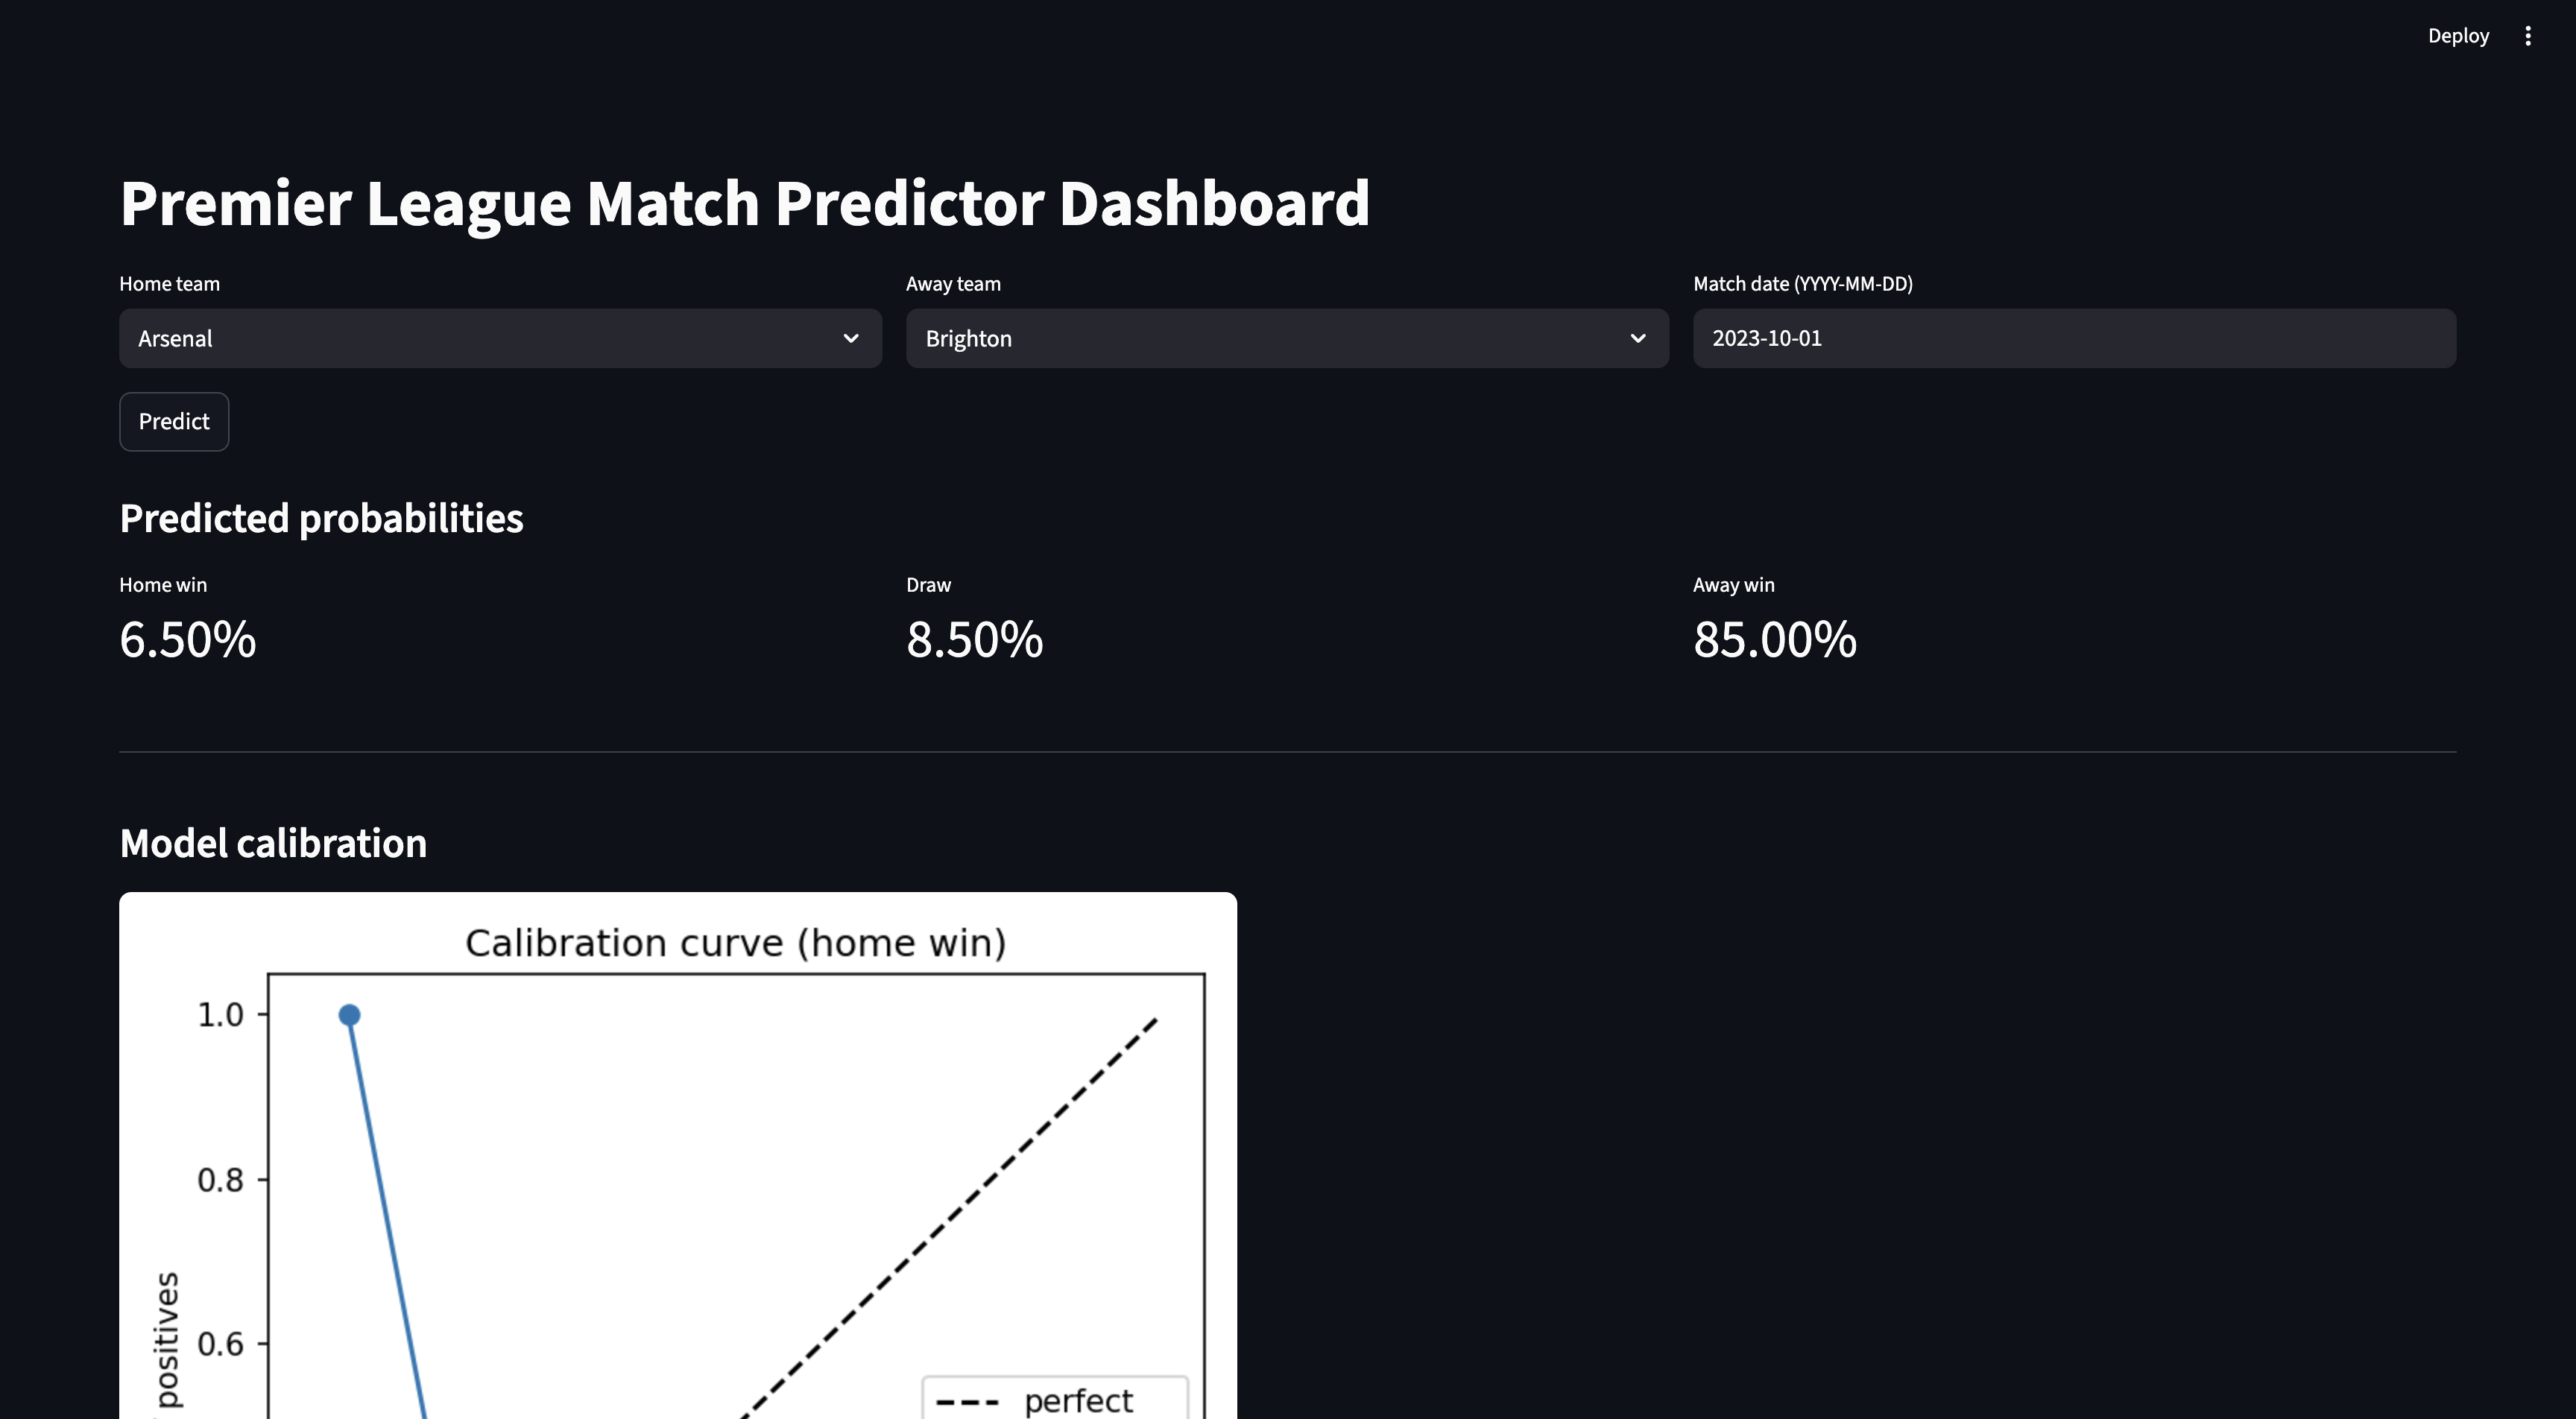 Deploy
Premier League Match Predictor Dashboard
Home team
Away team
Match date (YYYY-MM-DD)
Arsenal
Brighton
2023-10-01
Predict
Predicted probabilities
Home win
Draw
Away win
6.50%
8.50%
85.00%
Model calibration
Calibration curve (home win)
1.0
0.8
0.6
positives
perfect